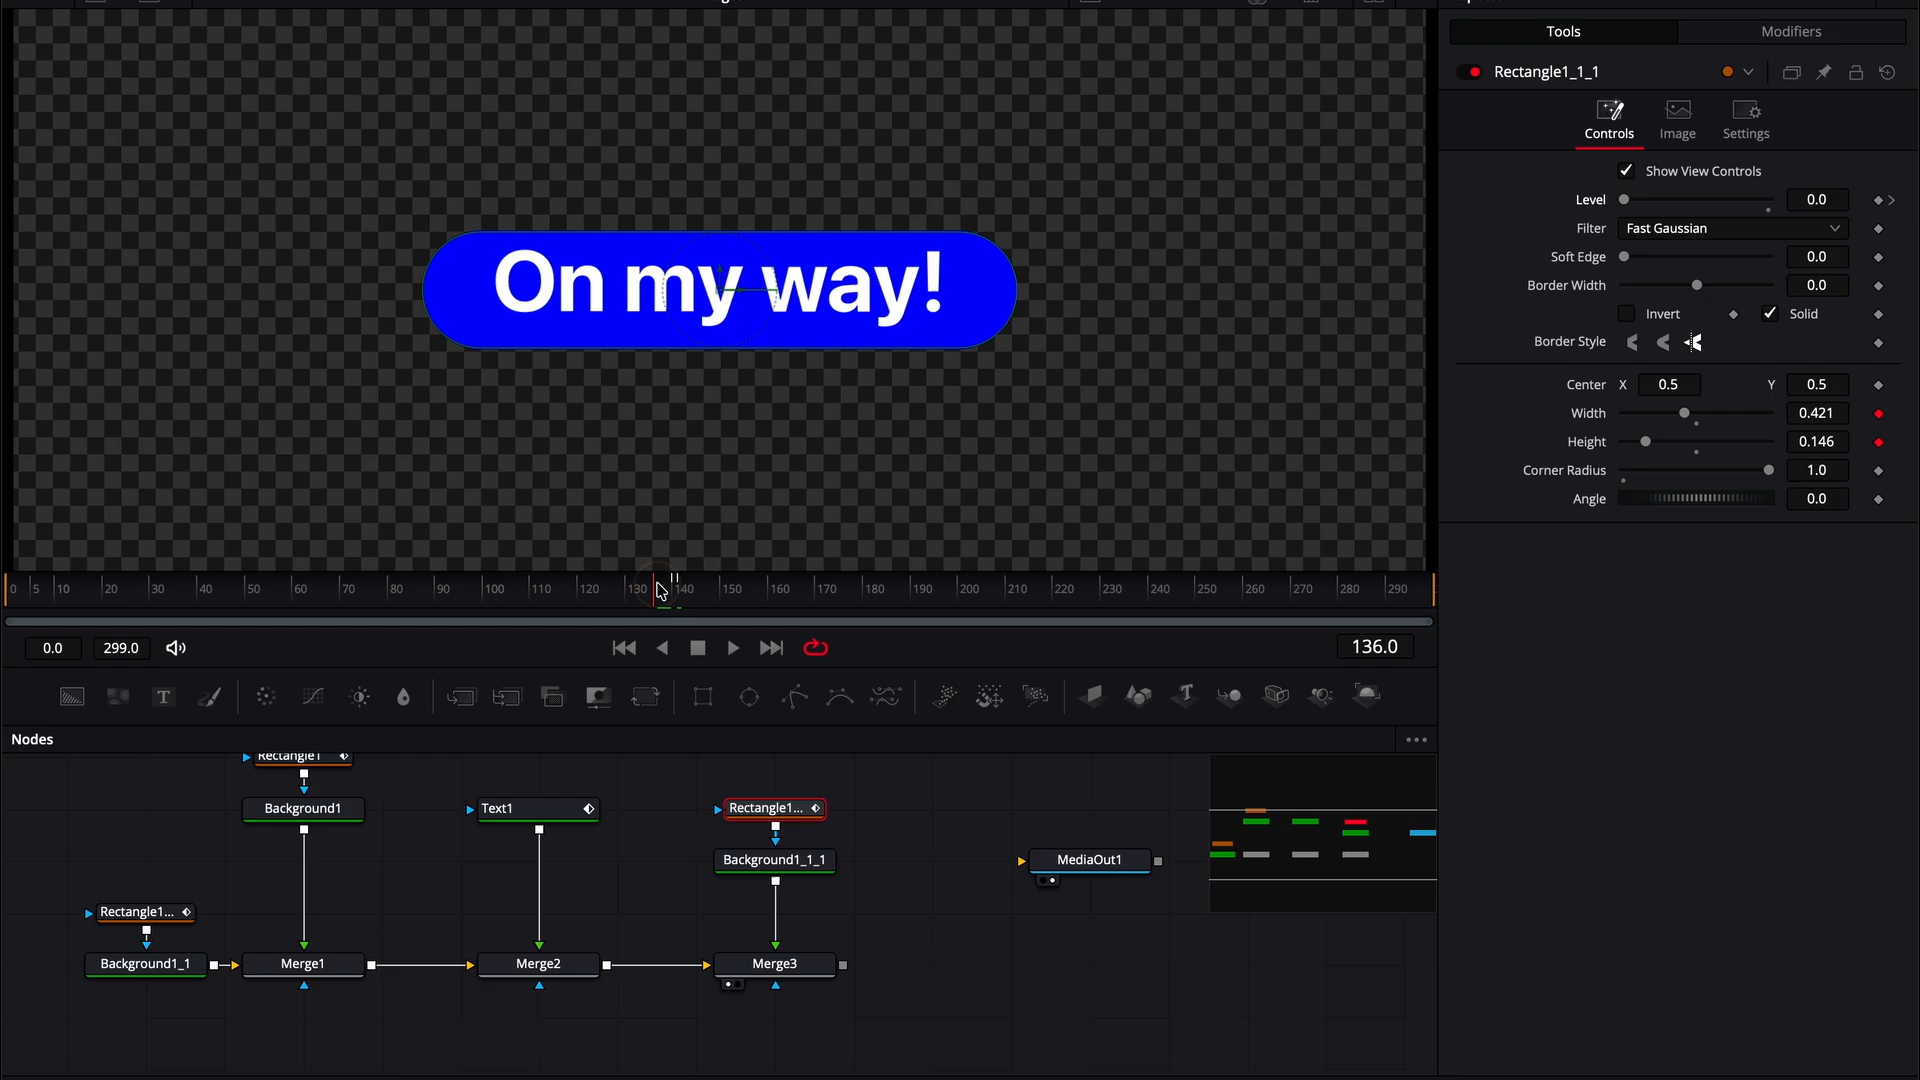 Tools
Modifiers
Rectangle1_1_1
Controls
Image
Settings
Show View Controls
Level 0.0
Filter Fast Gaussian
Soft Edge 0.0
Border Width 0.0
Invert Solid
Border Style
Center X 0.5 Y 0.5
Width 0.421
Height 0.146
Corner Radius 1.0
Angle 0.0
On my way!
0 5 10 20 30 40 50 60 70 80 90 100 110 120 130 140 150 160 170 180 190 200 210 220 230 240 250 260 270 280 290
0.0 299.0 136.0
Nodes
Rectangle1
Background1
Text1
Rectangle1...
Background1_1_1
MediaOut1
Rectangle1...
Background1_1
Merge1
Merge2
Merge3